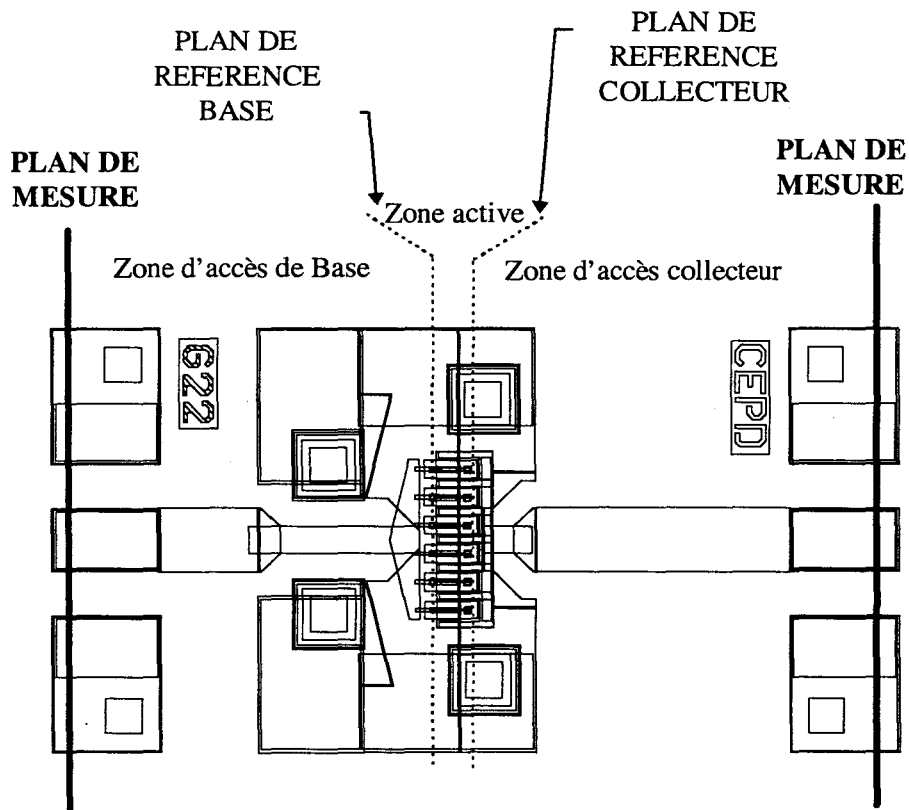 PLAN DE
REFERENCE
BASE
PLAN DE
REFERENCE
COLLECTEUR
PLAN DE
MESURE
PLAN DE
MESURE
Zone active
Zone d'accès de Base
Zone d'accès collecteur
G22
CEPD